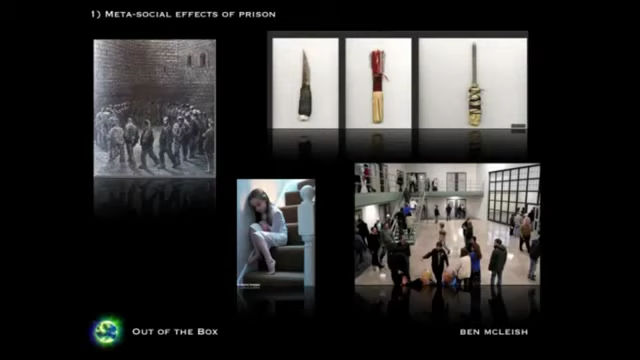 1) Meta-social effects of prison
Out of the Box
Ben McLeish